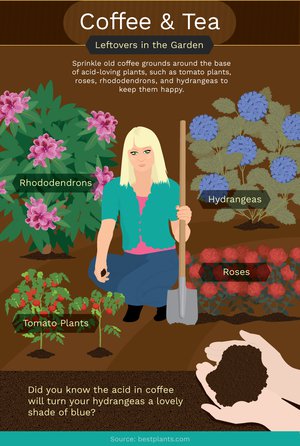 Coffee & Tea
Leftovers in the Garden
Sprinkle old coffee grounds around the base
of acid-loving plants, such as tomato plants,
roses, rhododendrons, and hydrangeas to
keep them happy.
Rhododendrons
Hydrangeas
Roses
Tomato Plants
Did you know the acid in coffee
will turn your hydrangeas a lovely
shade of blue?
Source: bestplants.com